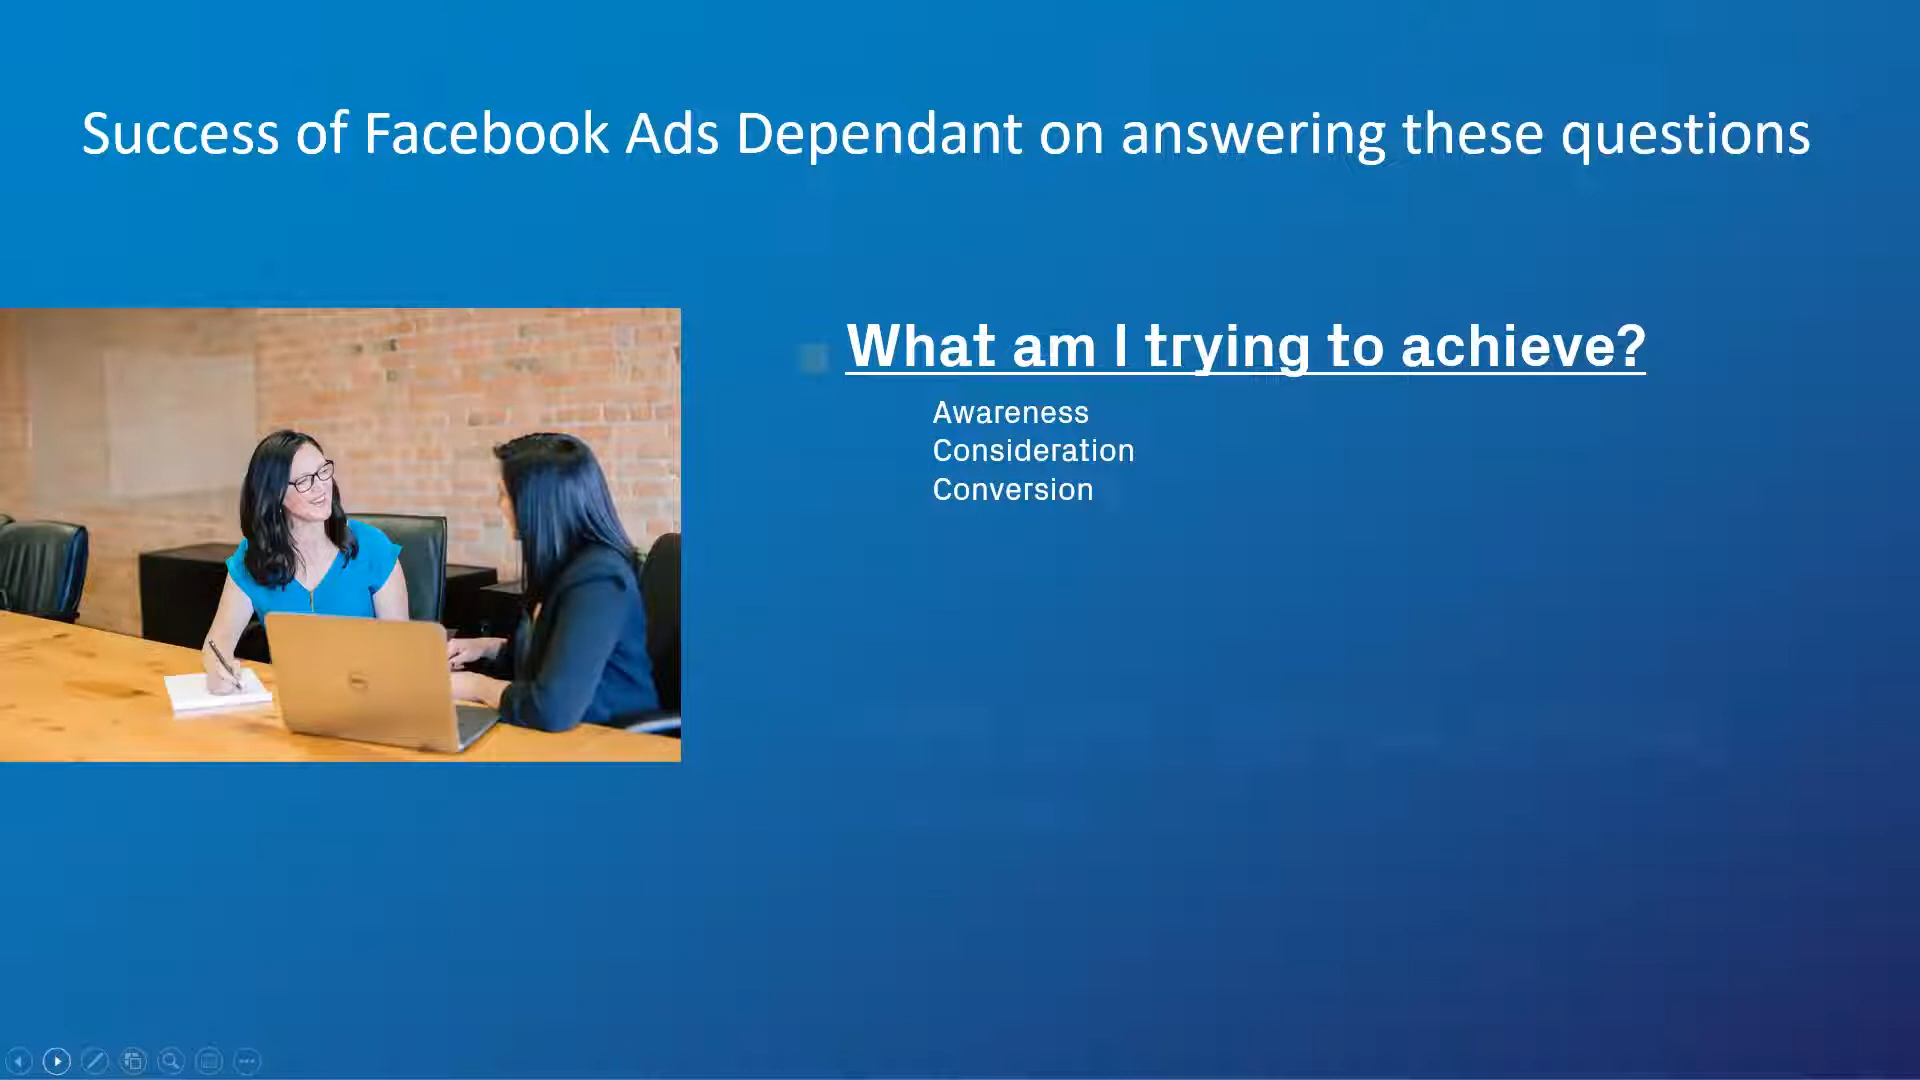 Success of Facebook Ads Dependant on answering these questions
What am I trying to achieve?
Awareness
Consideration
Conversion